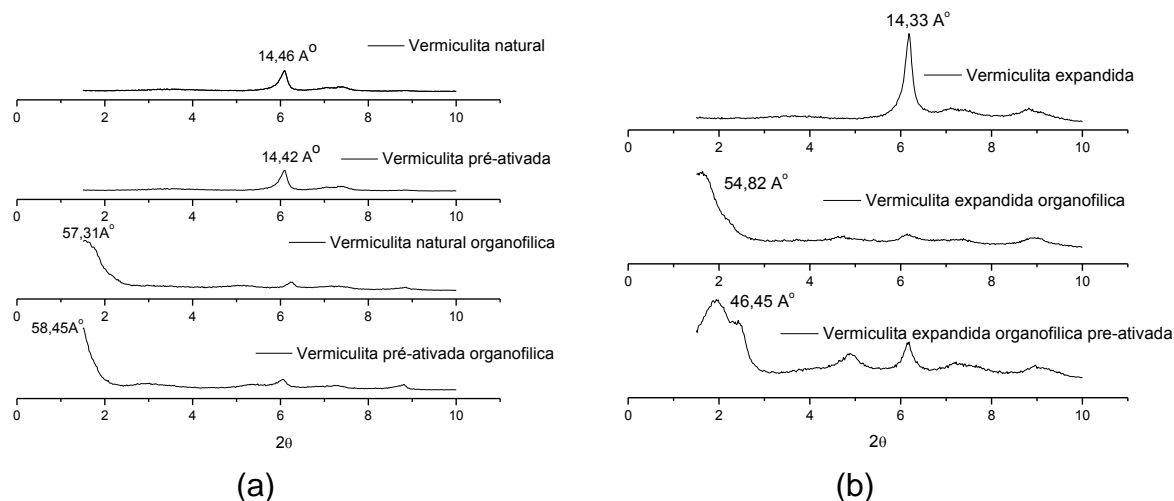 14,46 A°
Vermiculita natural
0 2 4 6 8 10
14,42 A°
Vermiculita pré-ativada
0 2 4 6 8 10
57,31A°
Vermiculita natural organofilica
0 2 4 6 8 10
58,45A°
Vermiculita pré-ativada organofilica
0 2 4 6 8 10
2θ
(a)
14,33 A°
Vermiculita expandida
0 2 4 6 8 10
54,82 A°
Vermiculita expandida organofilica
0 2 4 6 8 10
46,45 A°
Vermiculita expandida organofilica pre-ativada
0 2 4 6 8 10
2θ
(b)